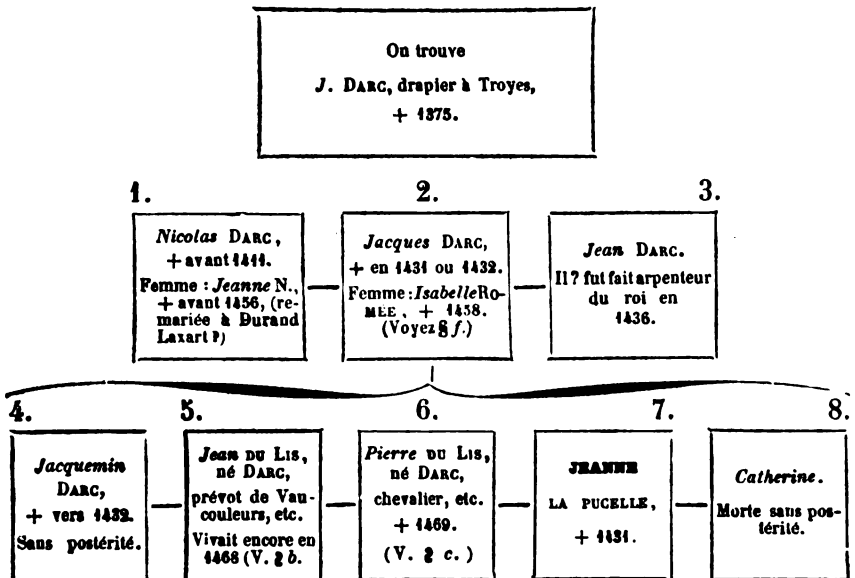 On trouve
J. DARC, drapier à Troyes,
+ 1375.
1.
2.
3.
Nicolas DARC,
+ avant 1411.
Femme : Jeanne N.,
+ avant 1456, (re-
mariée à Durand
Laxart ?)
Jacques DARC,
+ en 1431 ou 1432.
Femme : Isabelle RO-
MÉE, + 1458.
(Voyez § f.)
Jean DARC.
Il ? fut fait arpenteur
du roi en
1436.
4.
5.
6.
7.
8.
Jacquemin
DARC,
+ vers 1432.
Sans postérité.
Jean DU LIS,
né DARC,
prévot de Vau-
couleurs, etc.
Vivait encore en
1468 (V. § b.
Pierre DU LIS,
né DARC,
chevalier, etc.
+ 1469.
(V. § c.)
JEANNE
LA PUCELLE,
+ 1431.
Catherine.
Morte sans pos-
térité.